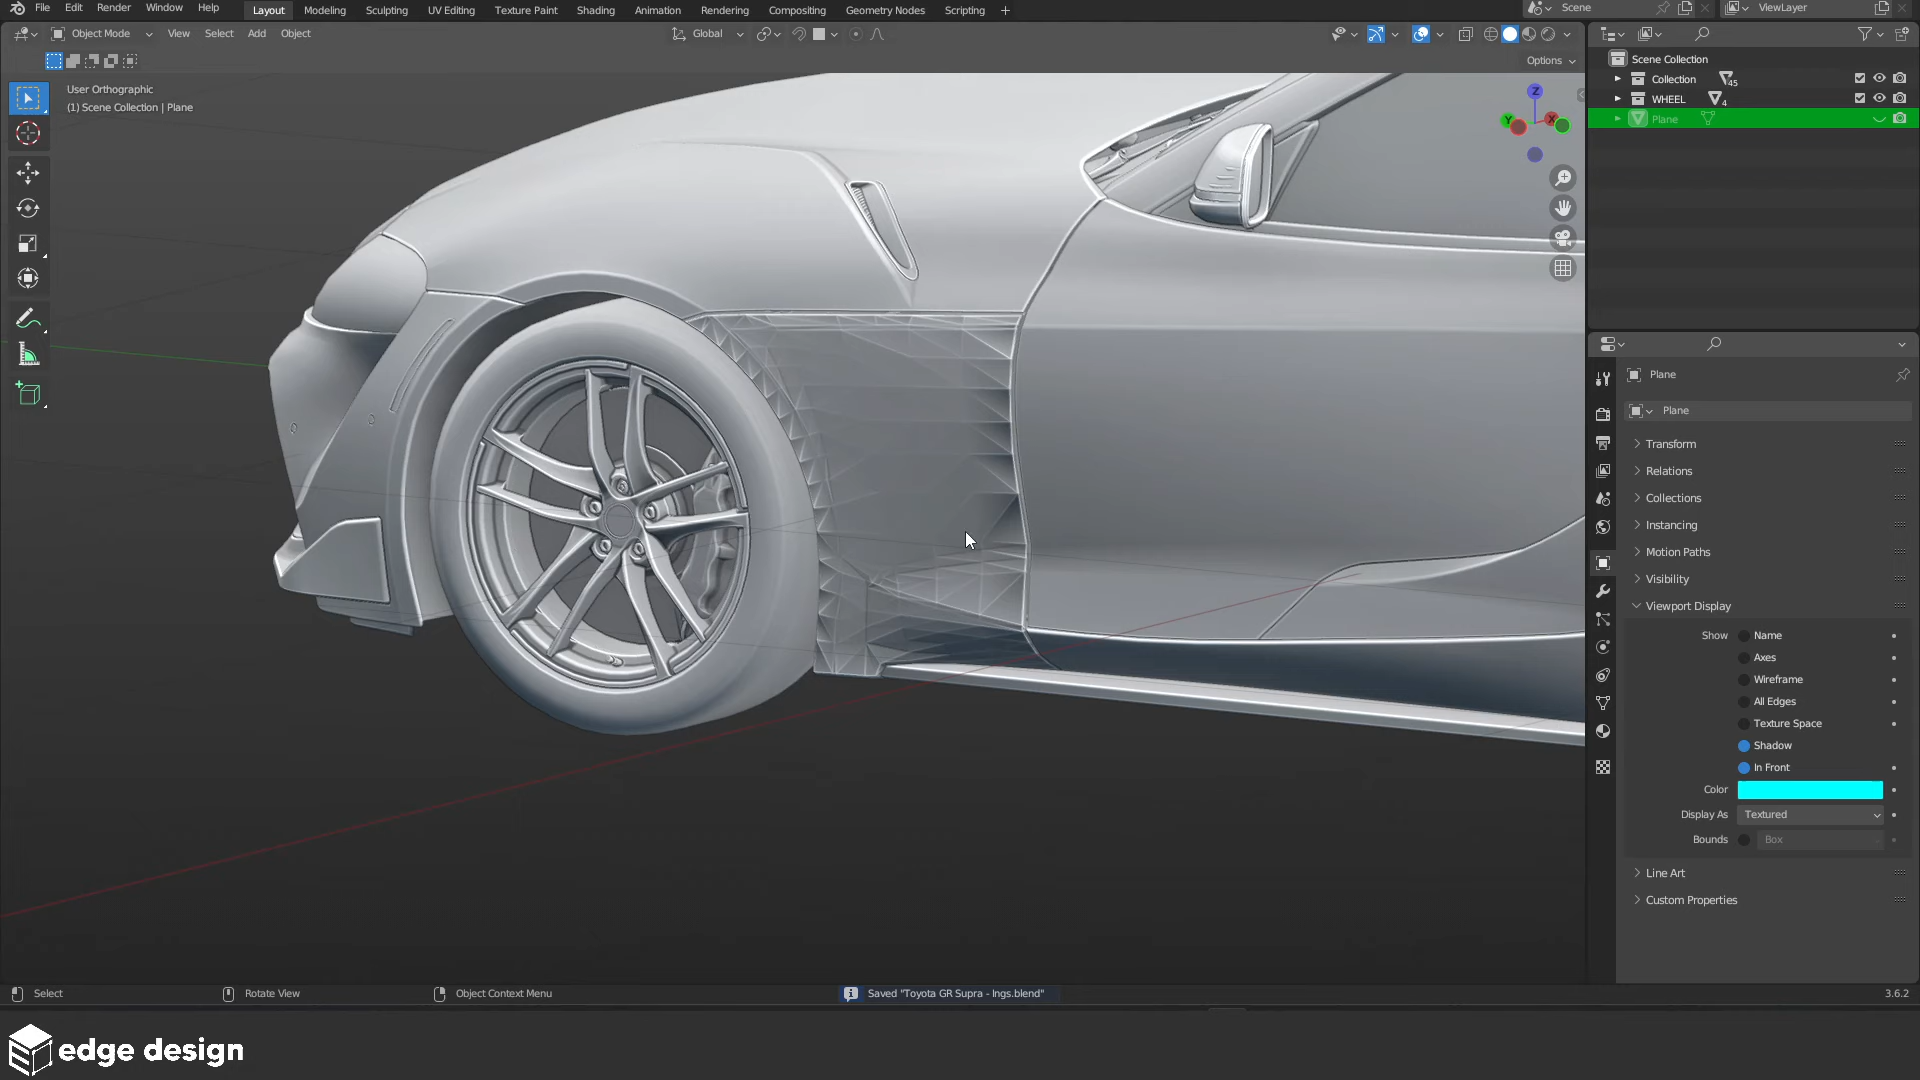 File Edit Render Window Help Layout Modeling Sculpting UV Editing Texture Paint Shading Animation Rendering Compositing Geometry Nodes Scripting + Scene ViewLayer
Object Mode View Select Add Object Global
Options
User Orthographic
(1) Scene Collection | Plane
Z
Y X
Scene Collection
Collection 45
WHEEL 4
Plane
Plane
Plane
Transform
Relations
Collections
Instancing
Motion Paths
Visibility
Viewport Display
Show Name
Axes
Wireframe
All Edges
Texture Space
Shadow
In Front
Color
Display As Textured
Bounds Box
Line Art
Custom Properties
Select Rotate View Object Context Menu Saved "Toyota GR Supra - Ings.blend" 3.6.2
edge design